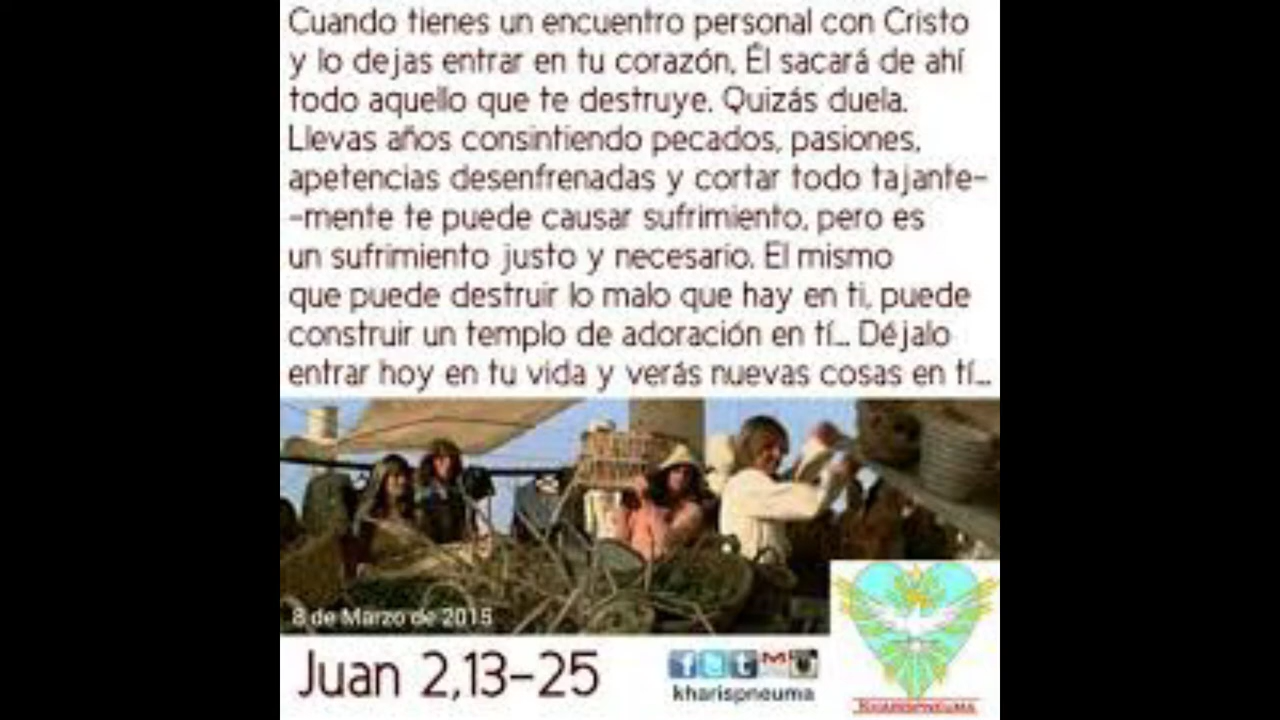 Cuando tienes un encuentro personal con Cristo
y lo dejas entrar en tu corazón, Él sacará de ahí
todo aquello que te destruye. Quizás duela.
Llevas años consintiendo pecados, pasiones,
apetencias desenfrenadas y cortar todo tajante-
-mente te puede causar sufrimiento, pero es
un sufrimiento justo y necesario. El mismo
que puede destruir lo malo que hay en ti, puede
construir un templo de adoración en tí... Déjalo
entrar hoy en tu vida y verás nuevas cosas en tí...
8 de Marzo de 2015
Juan 2,13-25
kharispneuma
KHARISPNEUMA